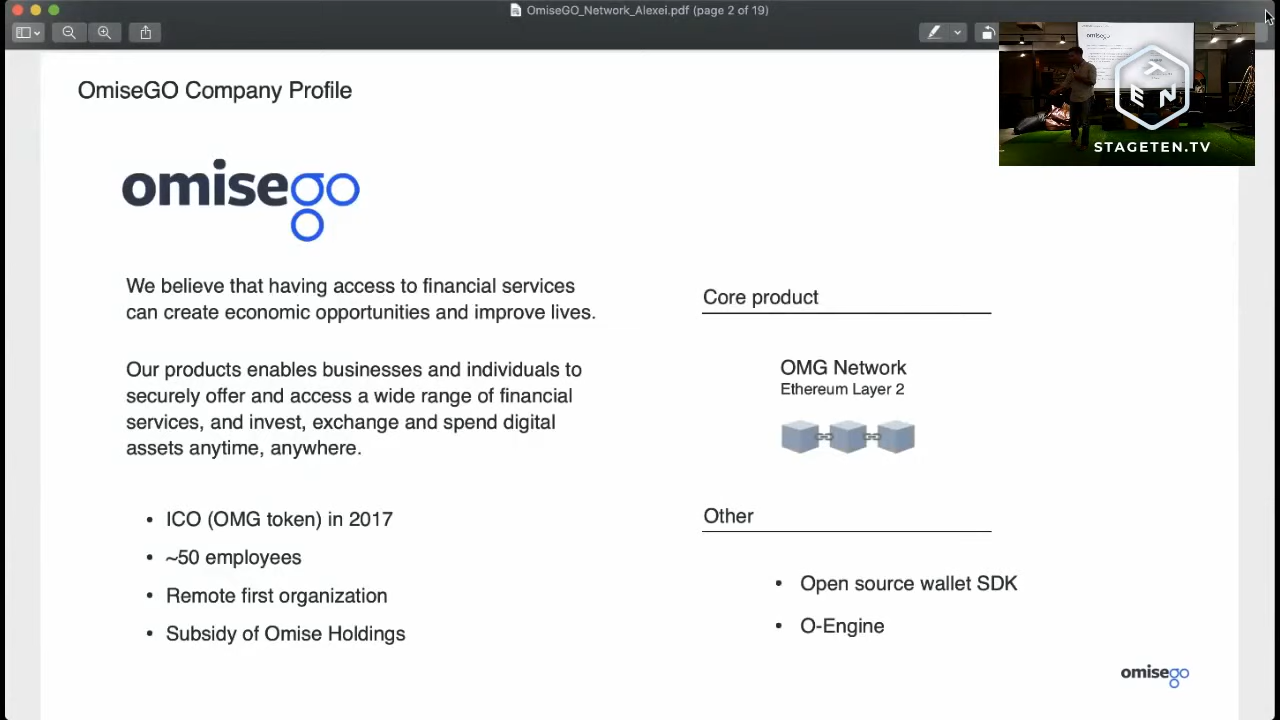 OmiseGO_Network_Alexei.pdf (page 2 of 19)
OmiseGO Company Profile
omisego
We believe that having access to financial services
can create economic opportunities and improve lives.
Our products enables businesses and individuals to
securely offer and access a wide range of financial
services, and invest, exchange and spend digital
assets anytime, anywhere.
• ICO (OMG token) in 2017
• ~50 employees
• Remote first organization
• Subsidy of Omise Holdings
Core product
OMG Network
Ethereum Layer 2
Other
• Open source wallet SDK
• O-Engine
omisego
TEN
STAGETEN.TV
omisego